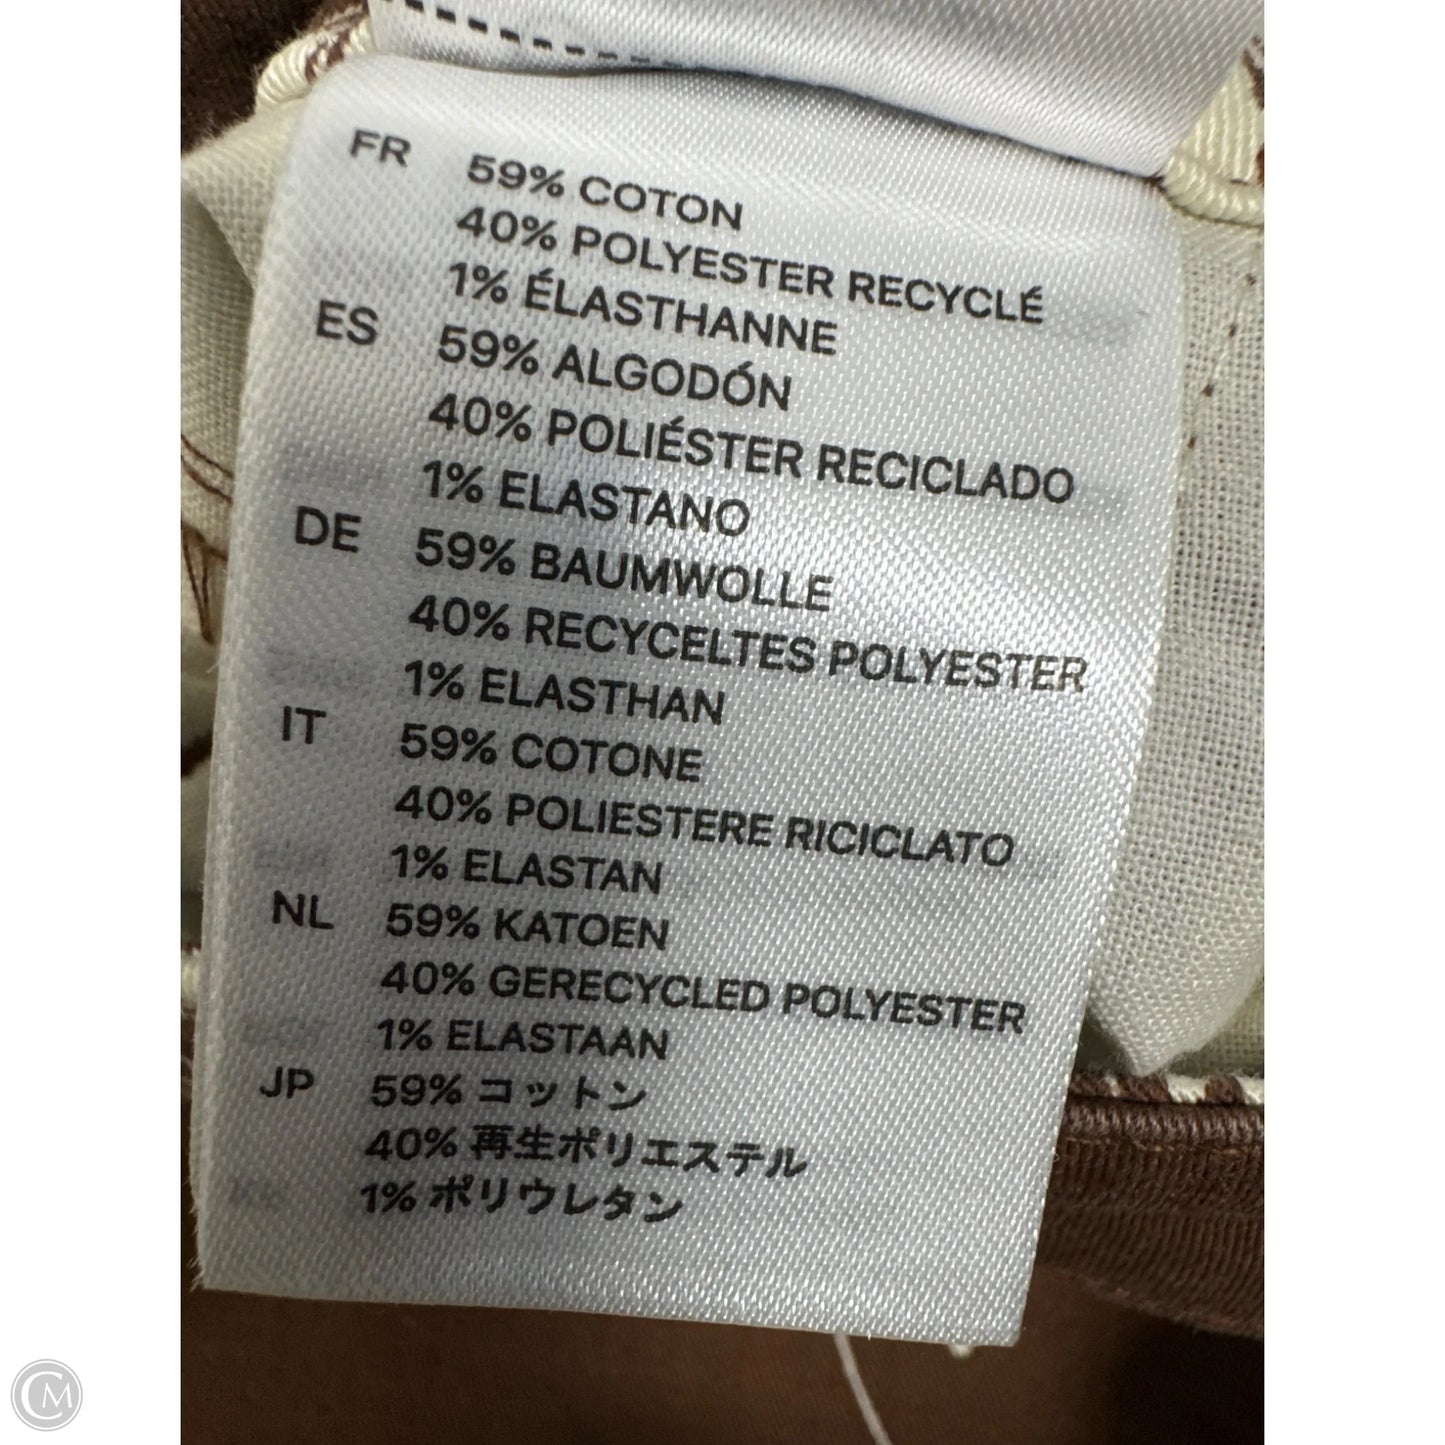 FR 59% COTON
40% POLYESTER RECYCLÉ
1% ÉLASTHANNE
ES 59% ALGODÓN
40% POLIÉSTER RECICLADO
1% ELASTANO
DE 59% BAUMWOLLE
40% RECYCELTES POLYESTER
1% ELASTHAN
IT 59% COTONE
40% POLIESTERE RICICLATO
1% ELASTAN
NL 59% KATOEN
40% GERECYCLED POLYESTER
1% ELASTAAN
JP 59% コットン
40% 再生ポリエステル
1% ポリウレタン
CM